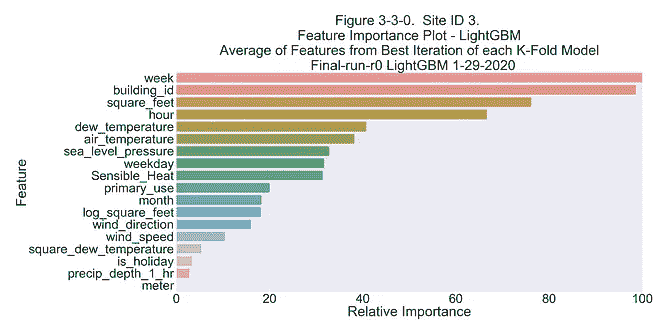 Figure 3-3-0. Site ID 3.
Feature Importance Plot - LightGBM
Average of Features from Best Iteration of each K-Fold Model
Final-run-r0 LightGBM 1-29-2020
week
building_id
square_feet
hour
dew_temperature
air_temperature
sea_level_pressure
weekday
Sensible_Heat
primary_use
month
log_square_feet
wind_direction
wind_speed
square_dew_temperature
is_holiday
precip_depth_1_hr
meter
Feature
0 20 40 60 80 100
Relative Importance